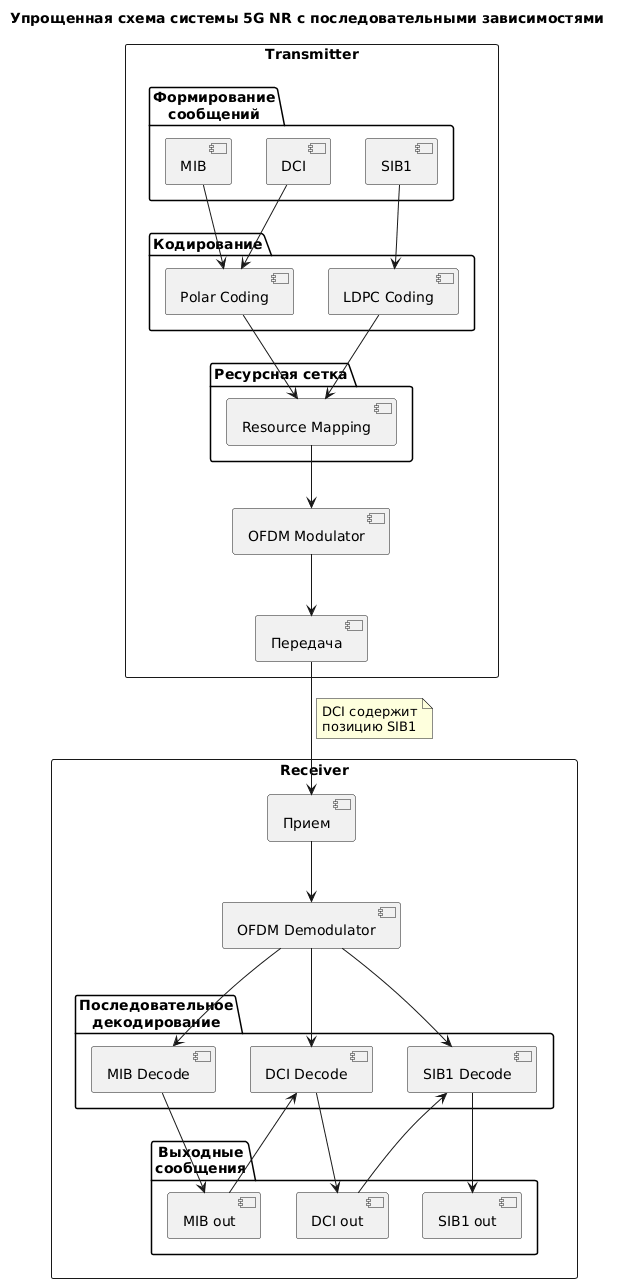 Упрощенная схема системы 5G NR с последовательными зависимостями
Transmitter
Формирование
сообщений
MIB
DCI
SIB1
Кодирование
Polar Coding
LDPC Coding
Ресурсная сетка
Resource Mapping
OFDM Modulator
Передача
DCI содержит
позицию SIB1
Receiver
Прием
OFDM Demodulator
Последовательное
декодирование
MIB Decode
DCI Decode
SIB1 Decode
Выходные
сообщения
MIB out
DCI out
SIB1 out